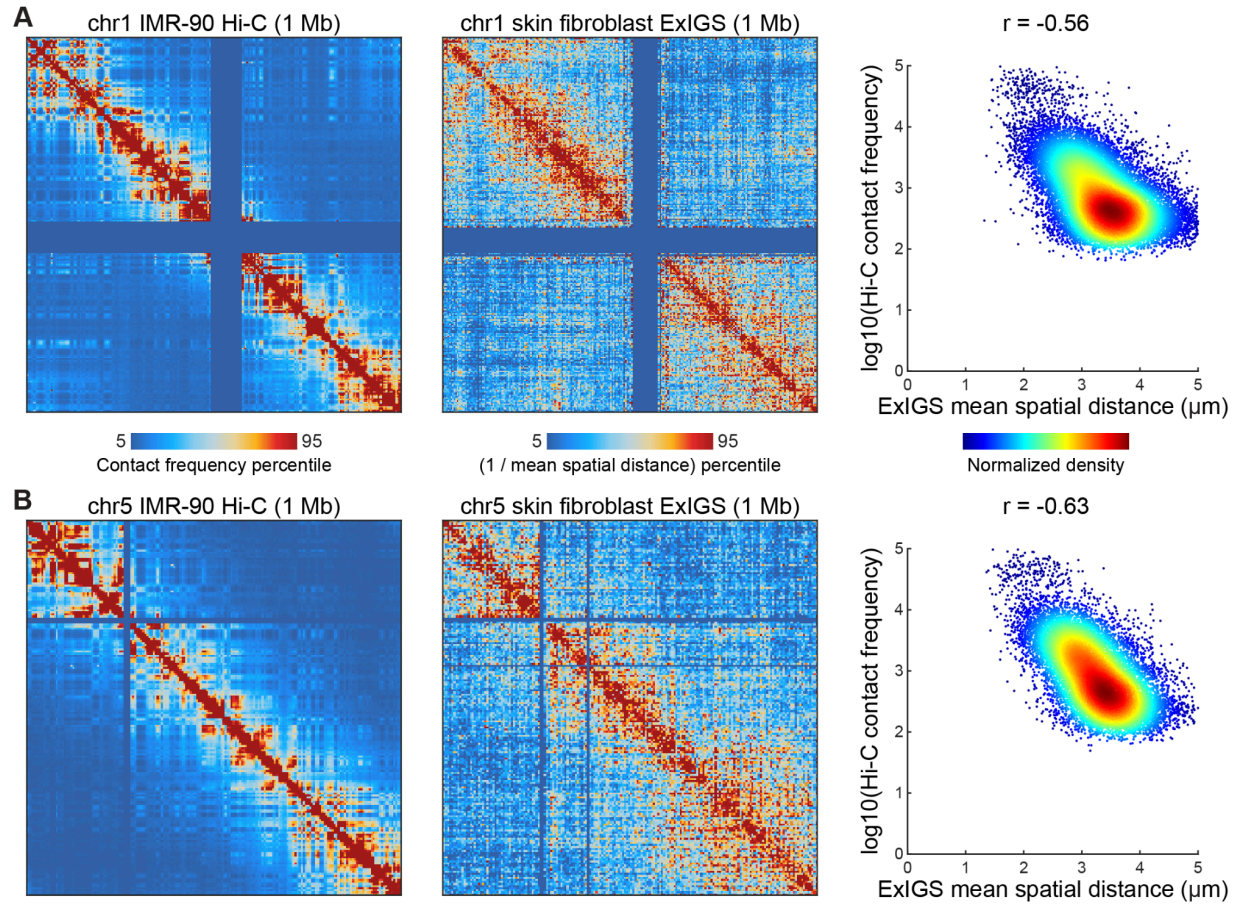 A
chr1 IMR-90 Hi-C (1 Mb)
chr1 skin fibroblast ExIGS (1 Mb)
r = -0.56
log10(Hi-C contact frequency)
5
4
3
2
1
0
0 1 2 3 4 5
ExIGS mean spatial distance (μm)
5 95
Contact frequency percentile
5 95
(1 / mean spatial distance) percentile
Normalized density
B
chr5 IMR-90 Hi-C (1 Mb)
chr5 skin fibroblast ExIGS (1 Mb)
r = -0.63
log10(Hi-C contact frequency)
5
4
3
2
1
0
0 1 2 3 4 5
ExIGS mean spatial distance (μm)